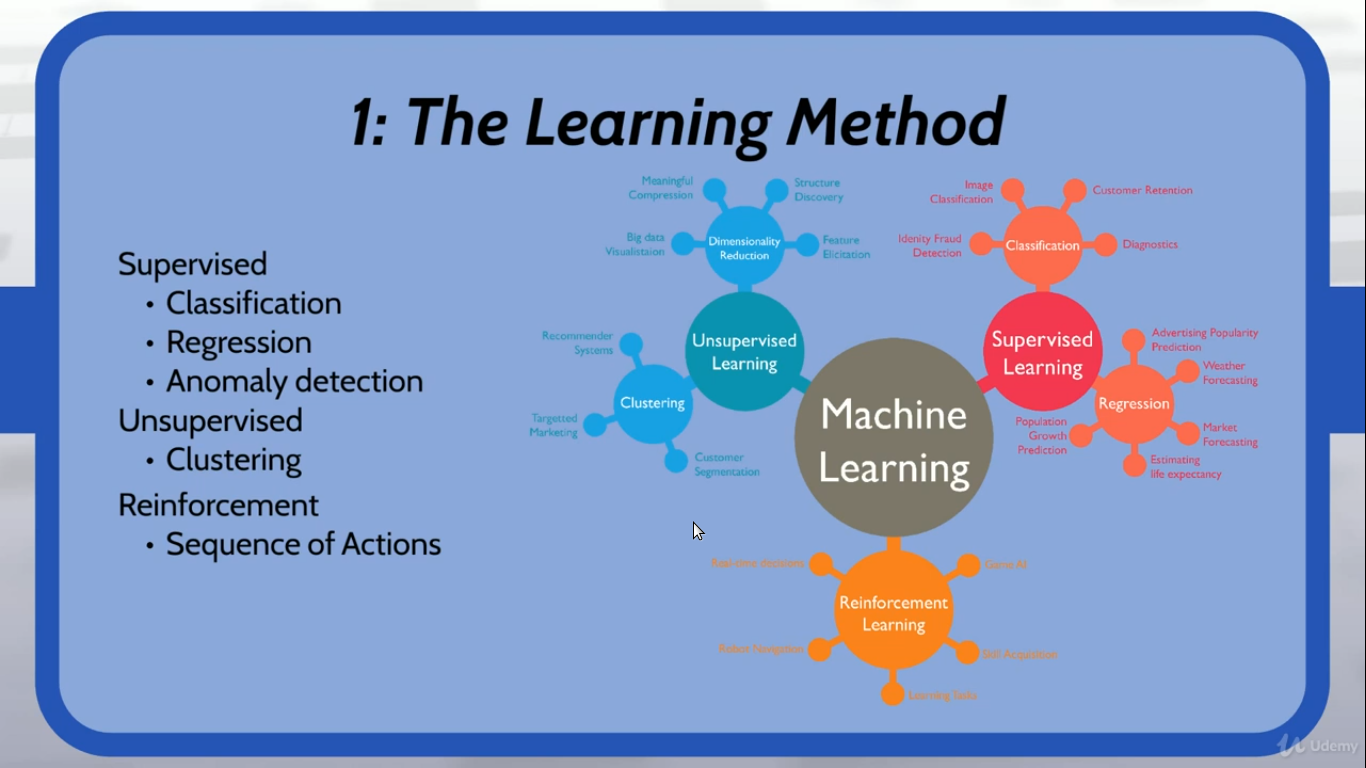 1: The Learning Method
Supervised
• Classification
• Regression
• Anomaly detection
Unsupervised
• Clustering
Reinforcement
• Sequence of Actions
Meaningful
Compression
Structure
Discovery
Big data
Visualistaion
Dimensionality
Reduction
Feature
Elicitation
Recommender
Systems
Unsupervised
Learning
Clustering
Targetted
Marketing
Customer
Segmentation
Image
Classification
Customer Retention
Idenity Fraud
Detection
Classification
Diagnostics
Supervised
Learning
Advertising Popularity
Prediction
Weather
Forecasting
Regression
Population
Growth
Prediction
Market
Forecasting
Estimating
life expectancy
Machine
Learning
Real-time decisions
Game AI
Reinforcement
Learning
Robot Navigation
Skill Acquisition
Learning Tasks
Udemy